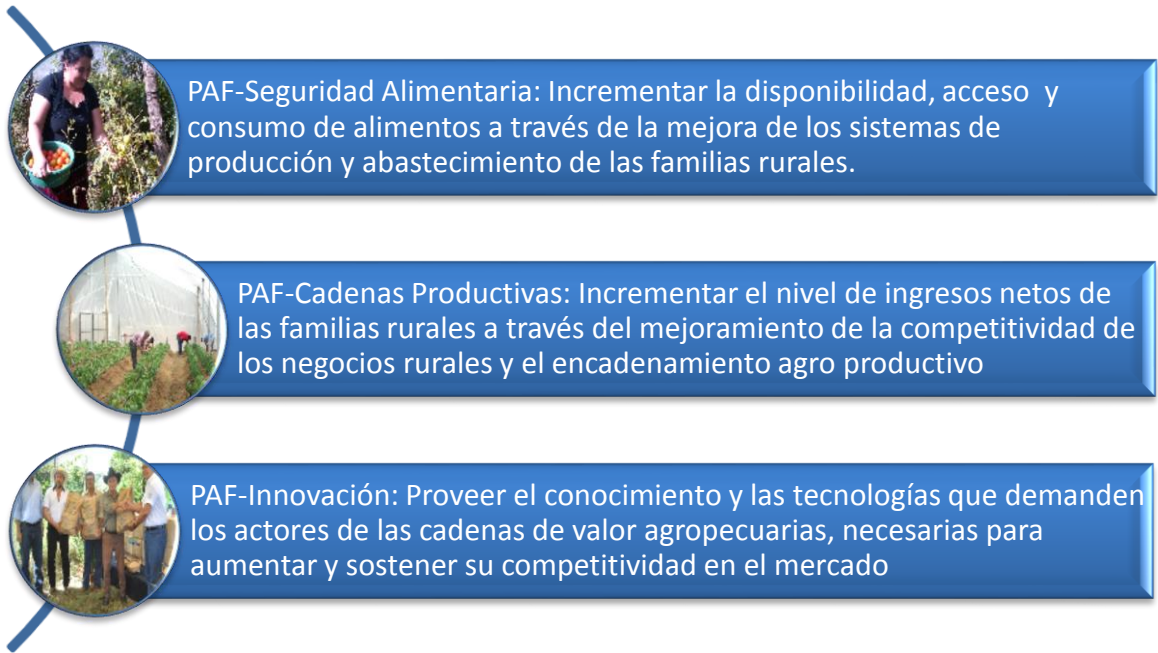 PAF-Seguridad Alimentaria: Incrementar la disponibilidad, acceso  y
consumo de alimentos a través de la mejora de los sistemas de
producción y abastecimiento de las familias rurales.
PAF-Cadenas Productivas: Incrementar el nivel de ingresos netos de
las familias rurales a través del mejoramiento de la competitividad de
los negocios rurales y el encadenamiento agro productivo
PAF-Innovación: Proveer el conocimiento y las tecnologías que demanden
los actores de las cadenas de valor agropecuarias, necesarias para
aumentar y sostener su competitividad en el mercado